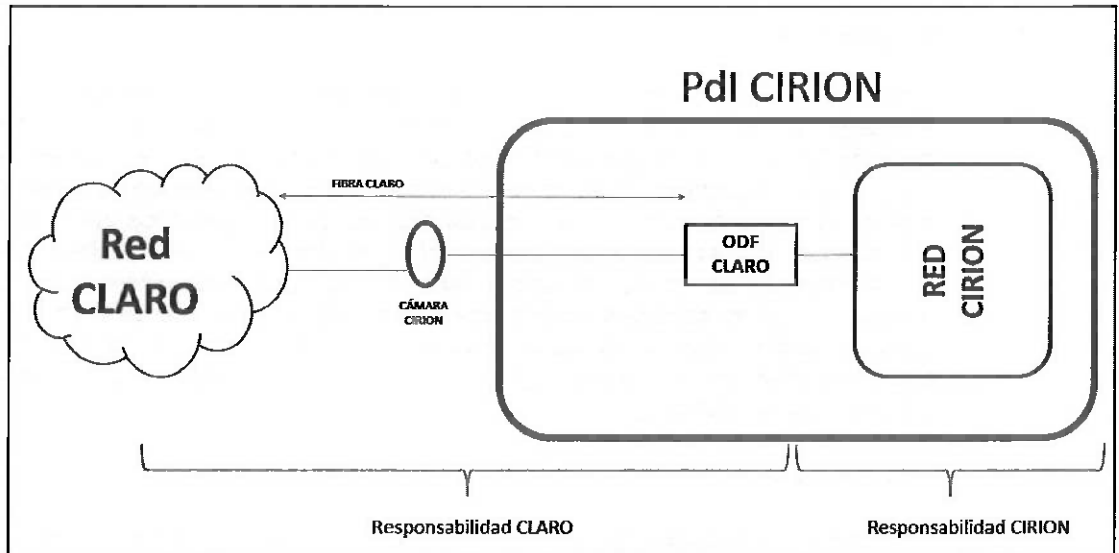 PdI CIRION
FIBRA CLARO
Red
CLARO
ODF
CLARO
RED
CIRION
CÁMARA
CIRION
Responsabilidad CLARO
Responsabilidad CIRION